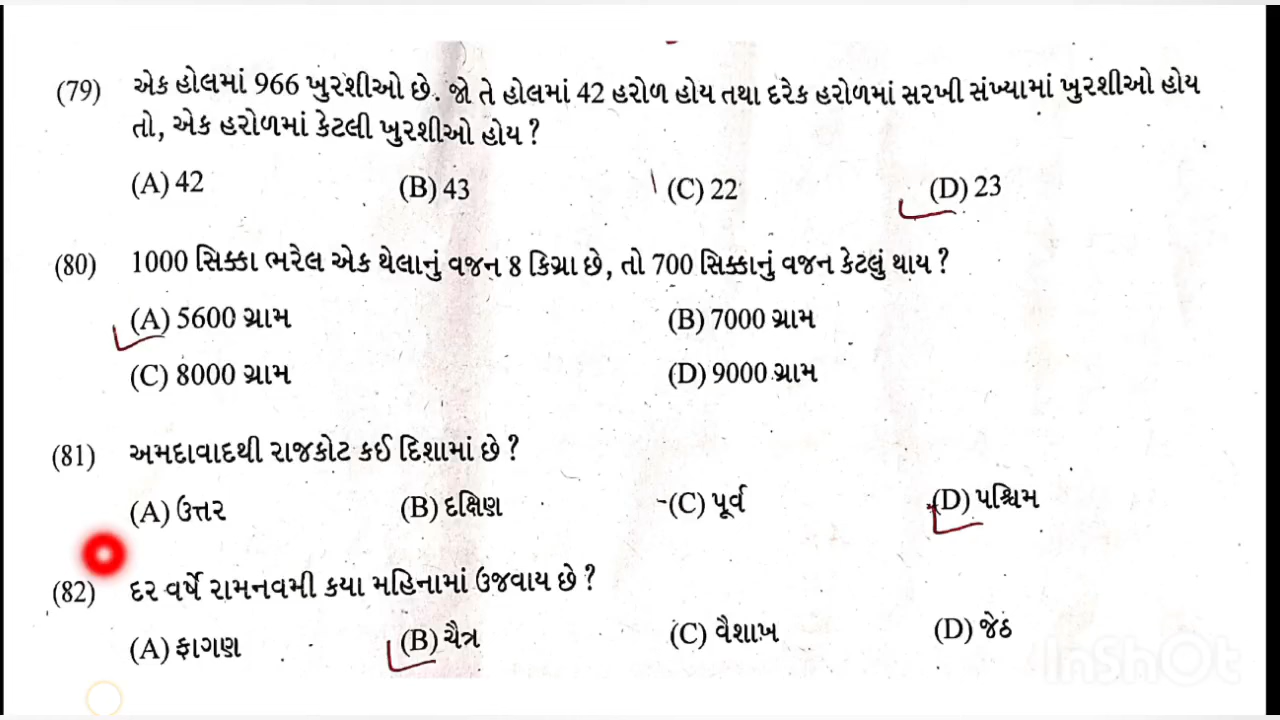 (79) એક હોલમાં 966 ખુરશીઓ છે. જો તે હોલમાં 42 હરોળ હોય તથા દરેક હરોળમાં સરખી સંખ્યામાં ખુરશીઓ હોય
તો, એક હરોળમાં કેટલી ખુરશીઓ હોય ?
(A) 42 (B) 43 (C) 22 (D) 23
(80) 1000 સિક્કા ભરેલ એક થેલાનું વજન 8 કિગ્રા છે, તો 700 સિક્કાનું વજન કેટલું થાય ?
(A) 5600 ગ્રામ (B) 7000 ગ્રામ
(C) 8000 ગ્રામ (D) 9000 ગ્રામ
(81) અમદાવાદથી રાજકોટ કઈ દિશામાં છે ?
(A) ઉત્તર (B) દક્ષિણ (C) પૂર્વ (D) પશ્ચિમ
(82) દર વર્ષે રામનવમી કયા મહિનામાં ઉજવાય છે ?
(A) ફાગણ (B) ચૈત્ર (C) વૈશાખ (D) જેઠ
InShOt